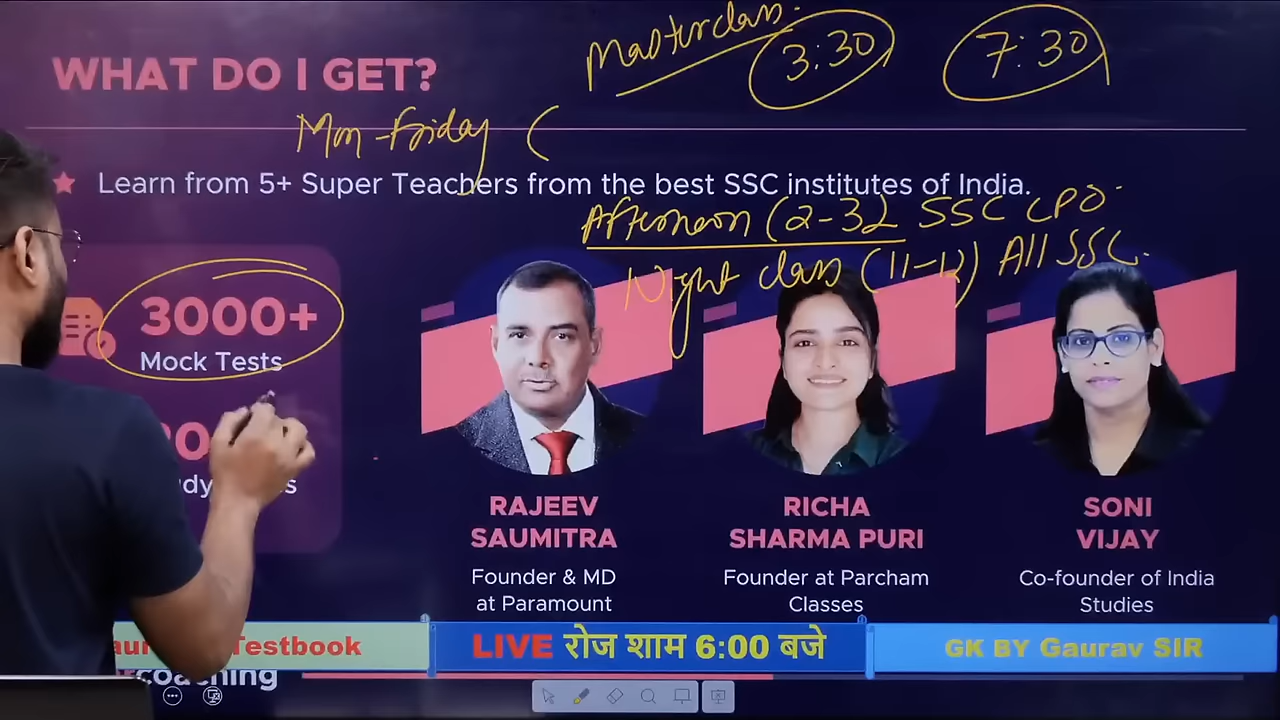 Masterclass.
3:30
7:30
WHAT DO I GET?
Mon-Friday (
Learn from 5+ Super Teachers from the best SSC institutes of India.
Afternoon (2-3) SSC CPO
Night class (11-12) All SSC.
3000+
Mock Tests
RAJEEV
SAUMITRA
Founder & MD
at Paramount
RICHA
SHARMA PURI
Founder at Parcham
Classes
SONI
VIJAY
Co-founder of India
Studies
Testbook
LIVE रोज शाम 6:00 बजे
GK BY Gaurav SIR
coaching